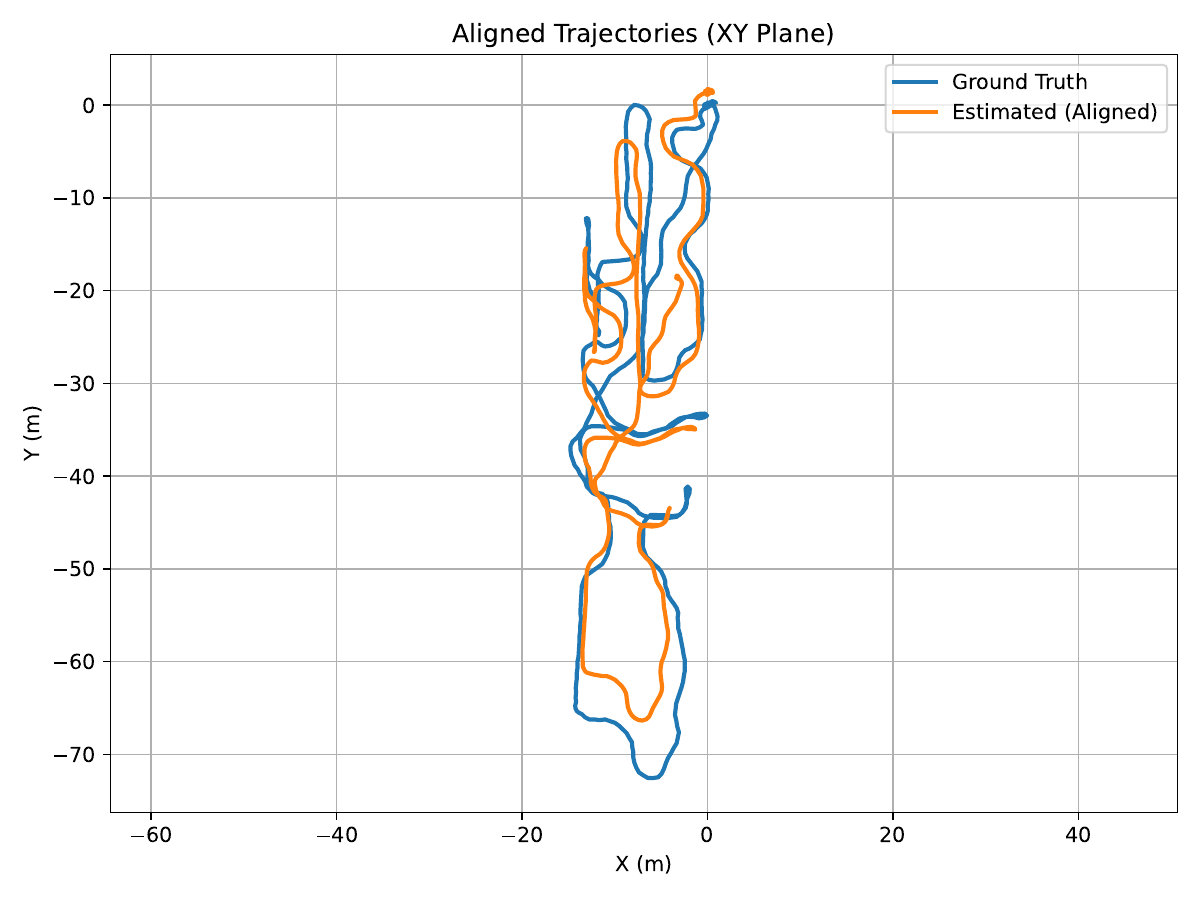 Aligned Trajectories (XY Plane)
Ground Truth
Estimated (Aligned)
0
−10
−20
−30
−40
−50
−60
−70
Y (m)
−60
−40
−20
0
20
40
X (m)